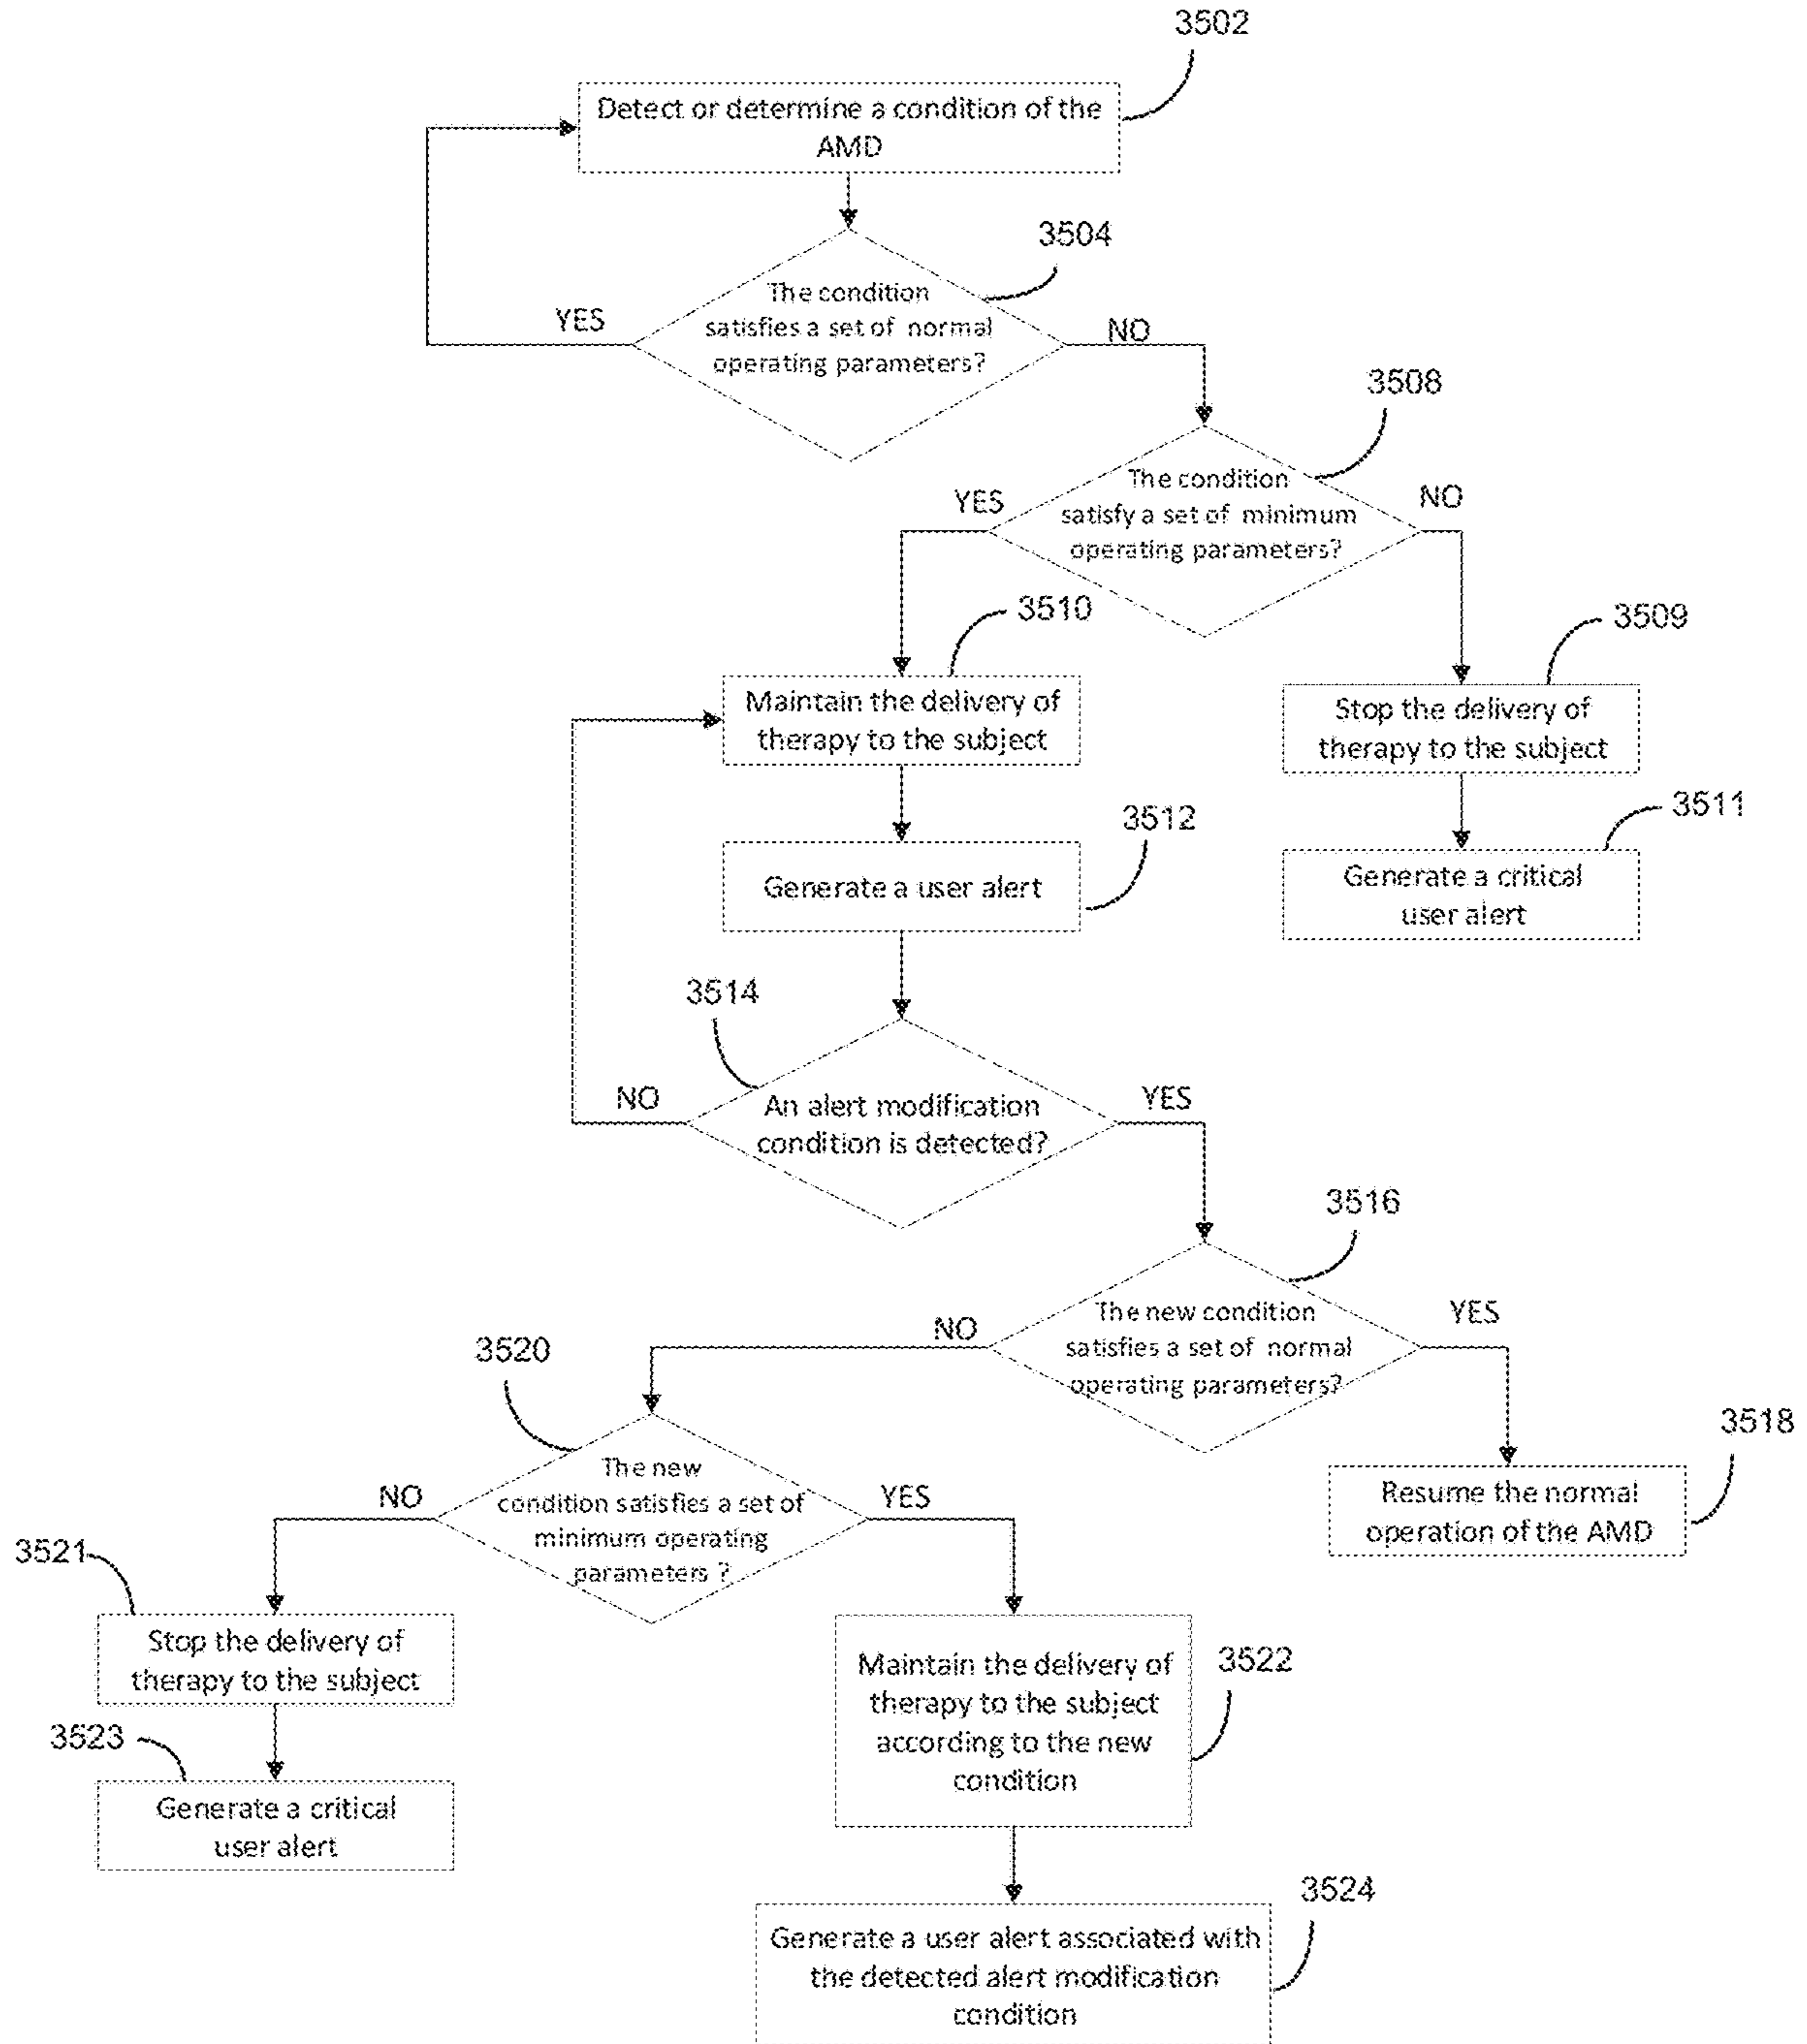 3502
Detect or determine a condition of the
AMD
3504
The condition
satisfies a set of normal
operating parameters?
YES
NO
3508
The condition
satisfy a set of minimum
operating parameters?
YES
NO
3510
Maintain the delivery of
therapy to the subject
3509
Stop the delivery of
therapy to the subject
3512
Generate a user alert
3511
Generate a critical
user alert
3514
An alert modification
condition is detected?
NO
YES
3516
The new condition
satisfies a set of normal
operating parameters?
NO
YES
3518
Resume the normal
operation of the AMD
3520
The new
condition satisfies a set of
minimum operating
parameters ?
NO
YES
3521
Stop the delivery of
therapy to the subject
3522
Maintain the delivery of
therapy to the subject
according to the new
condition
3523
Generate a critical
user alert
3524
Generate a user alert associated with
the detected alert modification
condition